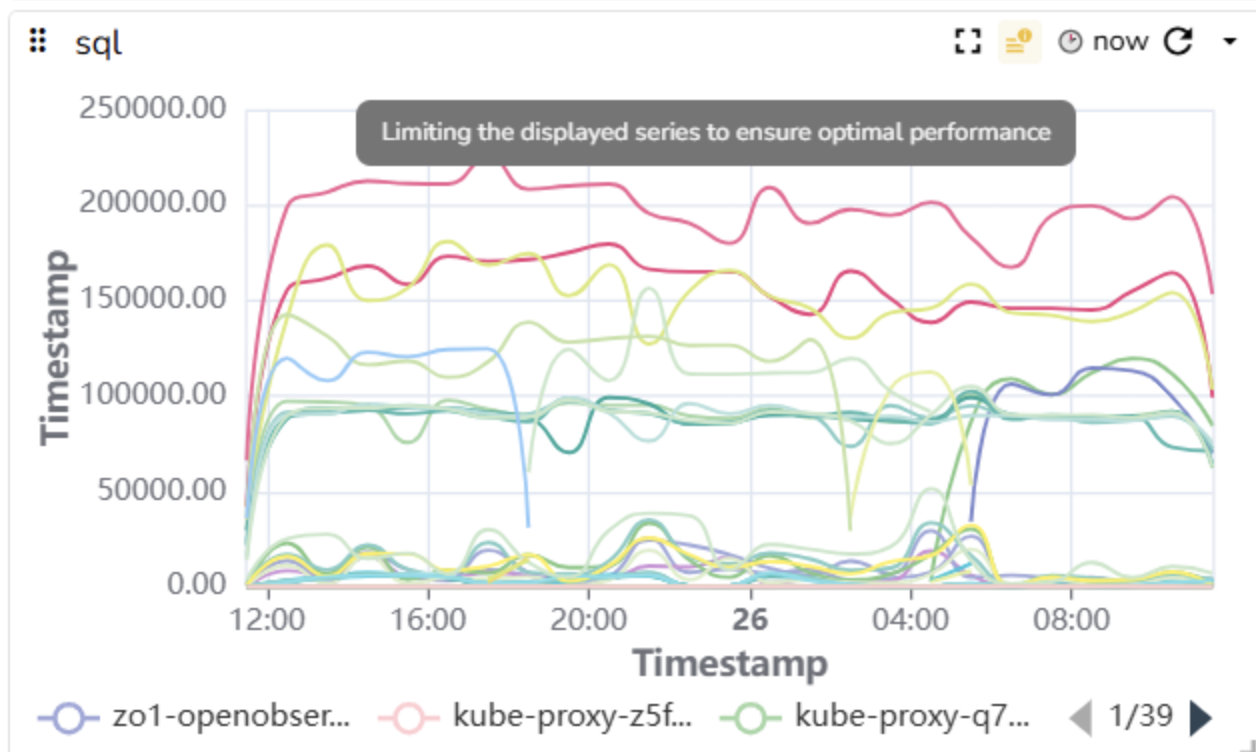 sql
now
250000.00
Limiting the displayed series to ensure optimal performance
200000.00
150000.00
100000.00
50000.00
0.00
Timestamp
12:00 16:00 20:00 26 04:00 08:00
Timestamp
zo1-openobser... kube-proxy-z5f... kube-proxy-q7... 1/39